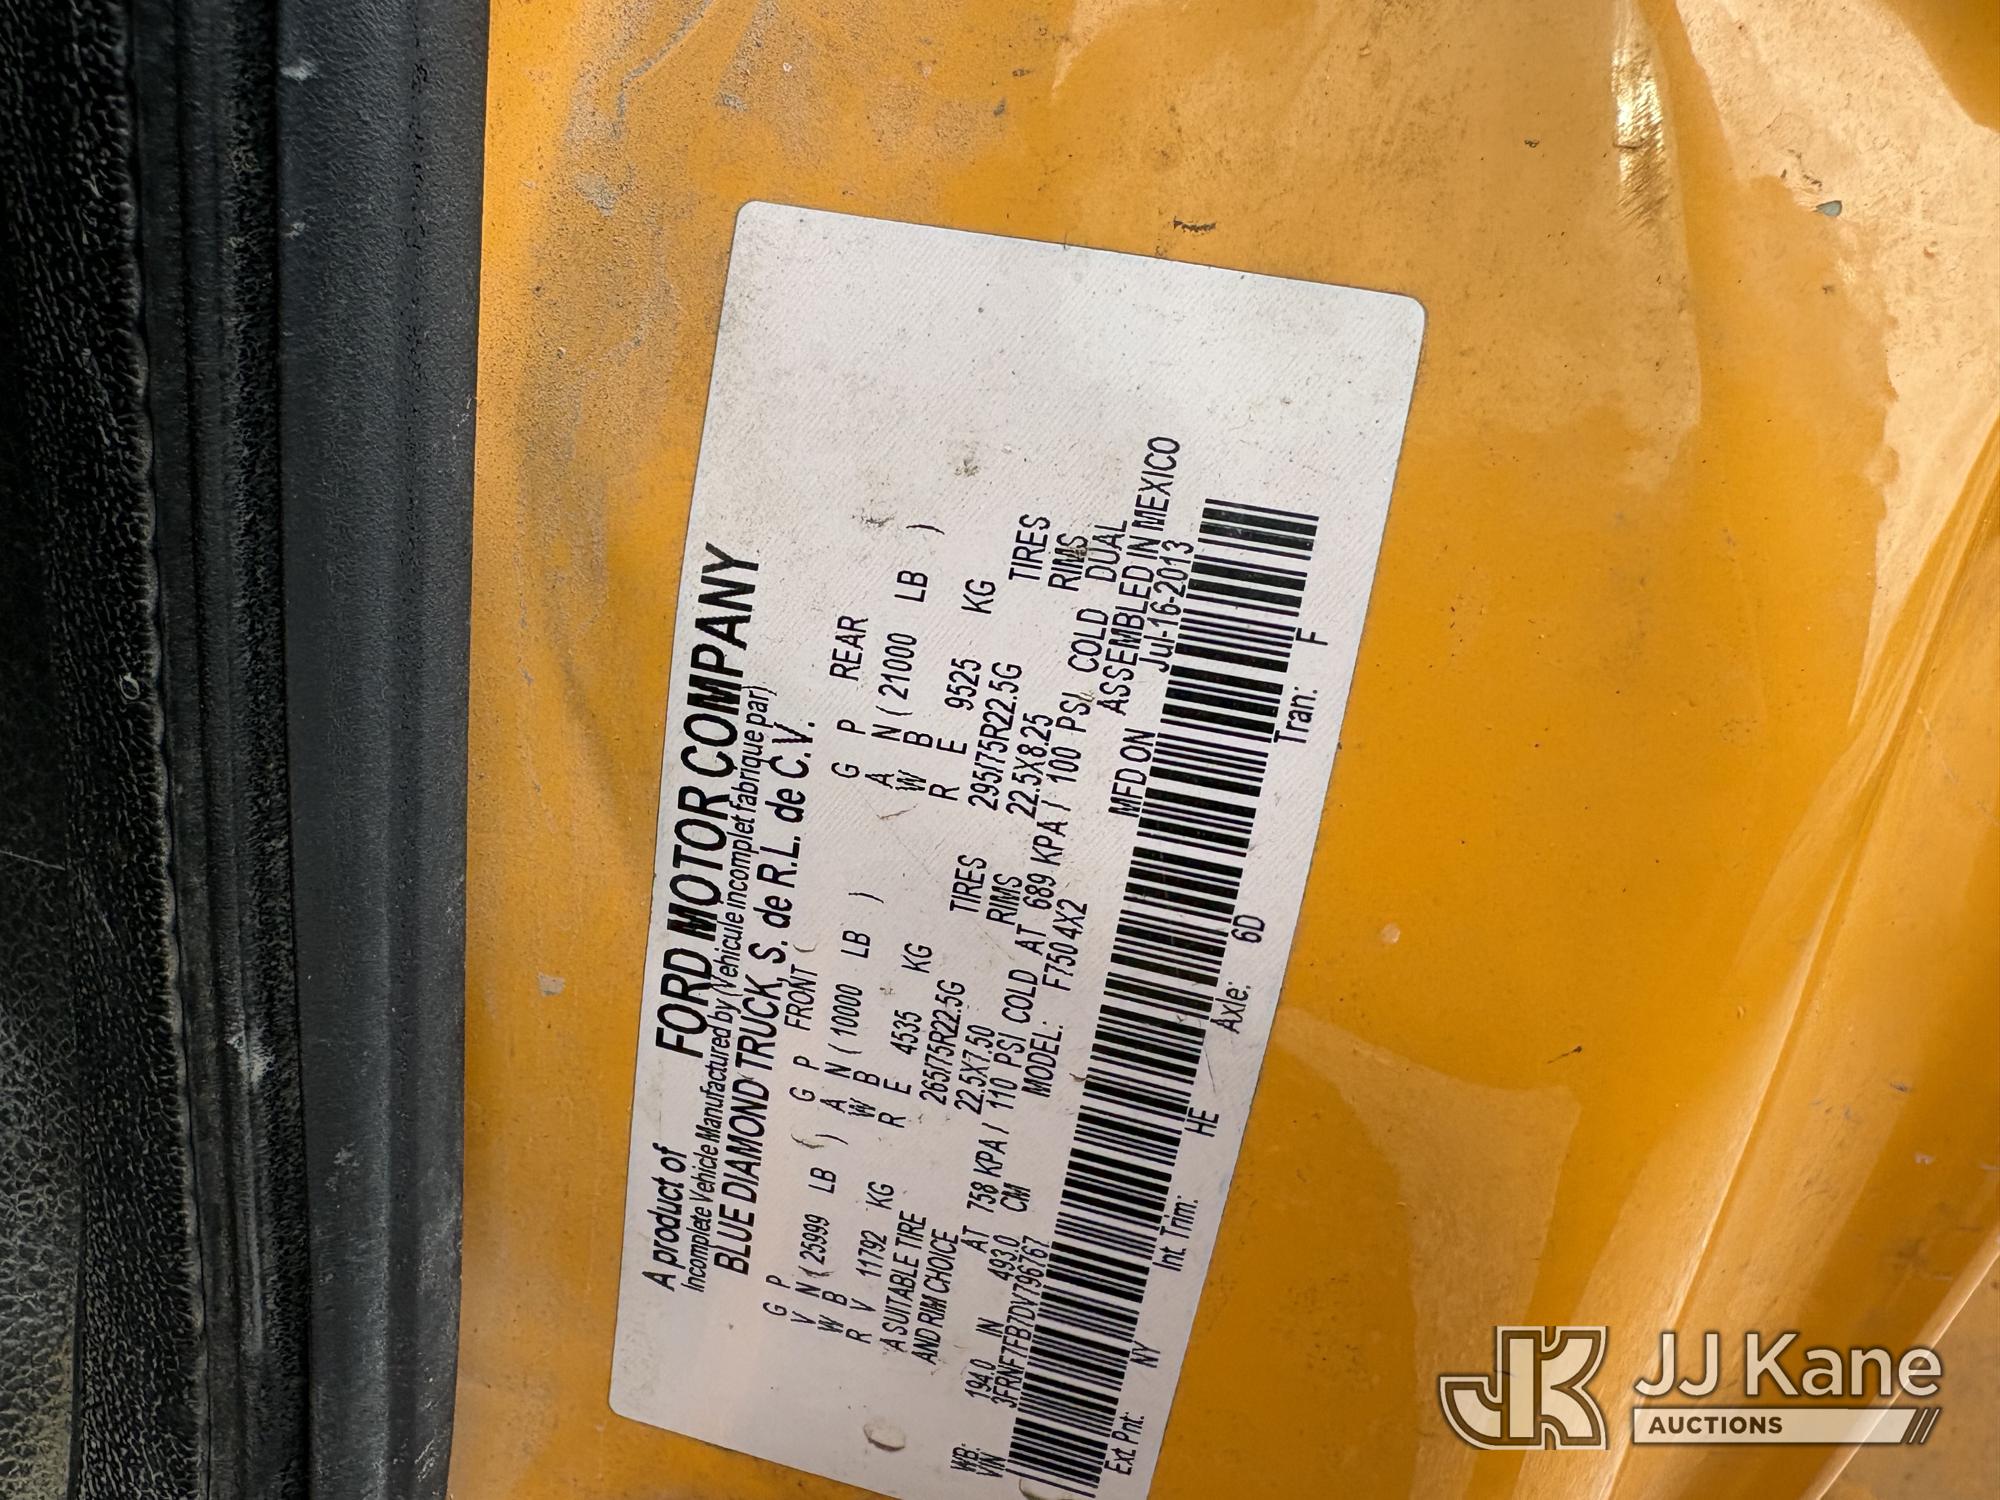 A product of FORD MOTOR COMPANY
Incomplete Vehicle Manufactured by (Vehicule incomplet fabrique par)
BLUE DIAMOND TRUCK, S. de R.L. de C.V.
G P G P FRONT G P REAR
V N ( 25999 LB ) A N ( 10000 LB ) A N ( 21000 LB )
W B W B W B
R V 11792 KG R E 4535 KG R E 9525 KG
A SUITABLE TIRE 265/75R22.5G TIRES 295/75R22.5G TIRES
AND RIM CHOICE 22.5X7.50 RIMS 22.5X8.25 RIMS
AT 758 KPA / 110 PSI COLD AT 689 KPA / 100 PSI COLD DUAL
WB: 194.0 IN 493.0 CM MODEL: F750 4X2 ASSEMBLED IN MEXICO
VIN 3FRNF7FB7DV796767 MFD ON Jul-16-2013
Ext Pnt: NY Int. Trim: HE Axle: 6D Tran: F
JK
JJ Kane
AUCTIONS